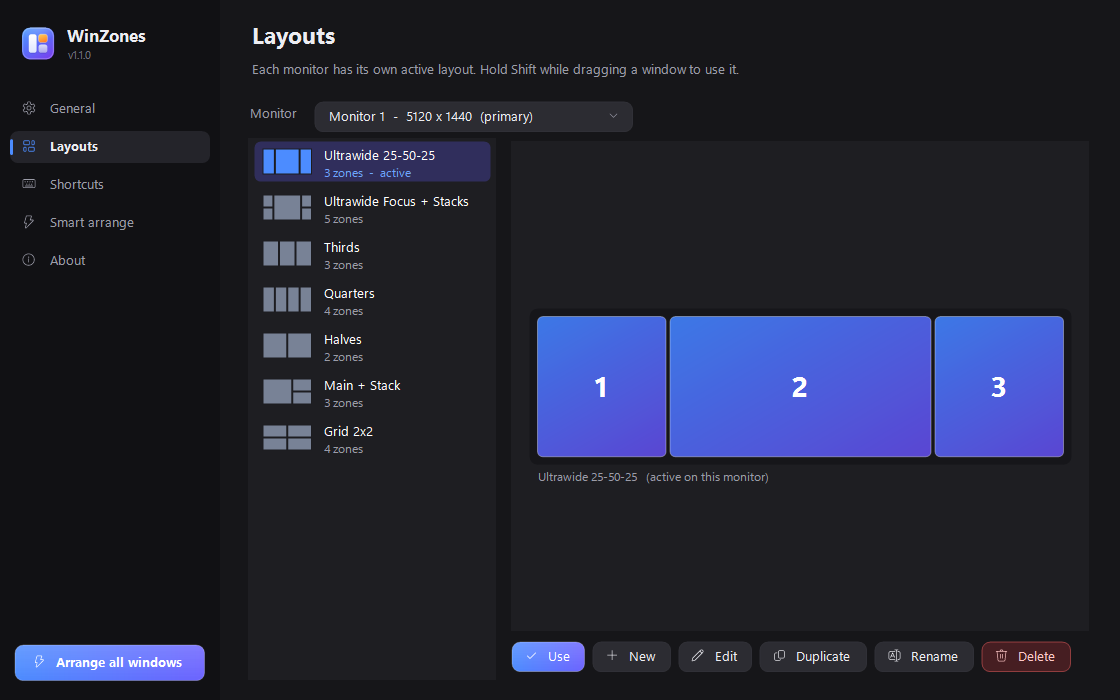 WinZones
v1.1.0
General
Layouts
Shortcuts
Smart arrange
About
Arrange all windows
Layouts
Each monitor has its own active layout. Hold Shift while dragging a window to use it.
Monitor
Monitor 1 - 5120 x 1440 (primary)
Ultrawide 25-50-25
3 zones - active
Ultrawide Focus + Stacks
5 zones
Thirds
3 zones
Quarters
4 zones
Halves
2 zones
Main + Stack
3 zones
Grid 2x2
4 zones
1 2 3
Ultrawide 25-50-25 (active on this monitor)
Use New Edit Duplicate Rename Delete